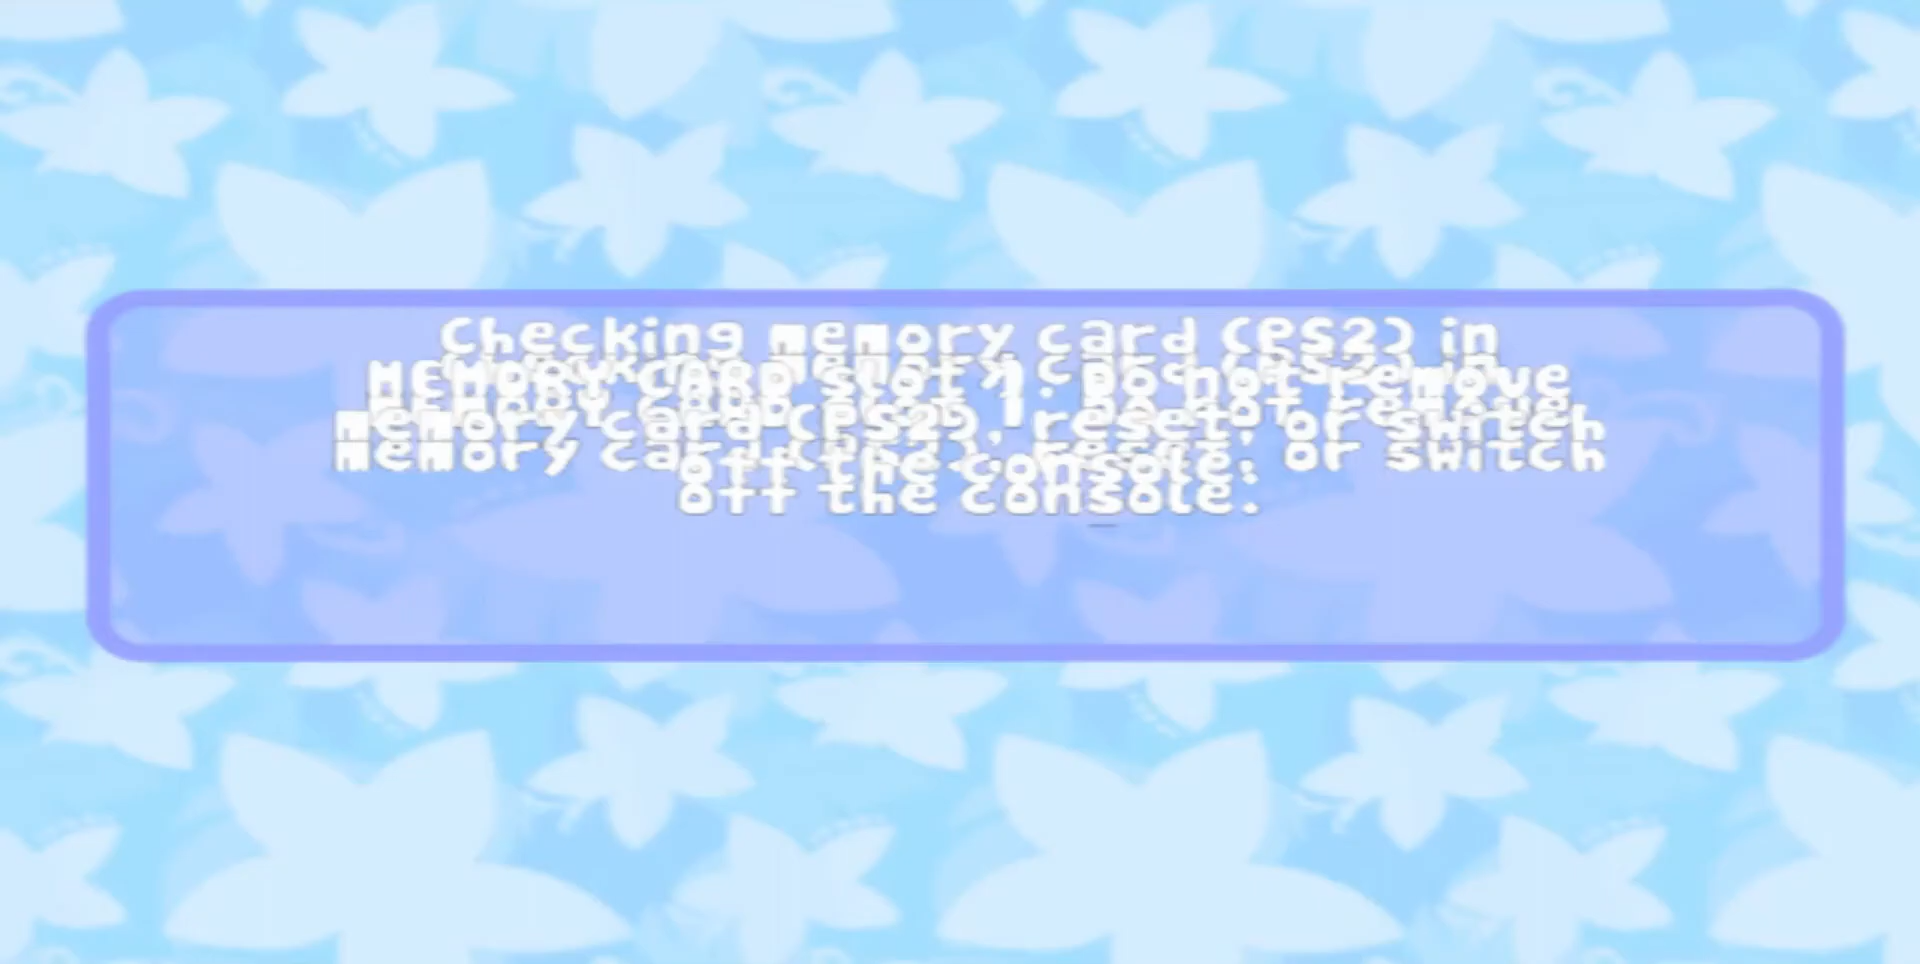 Checking memory card (PS2) in
MEMORY CARD slot 1. Do not remove
memory card (PS2), reset, or switch
off the console.